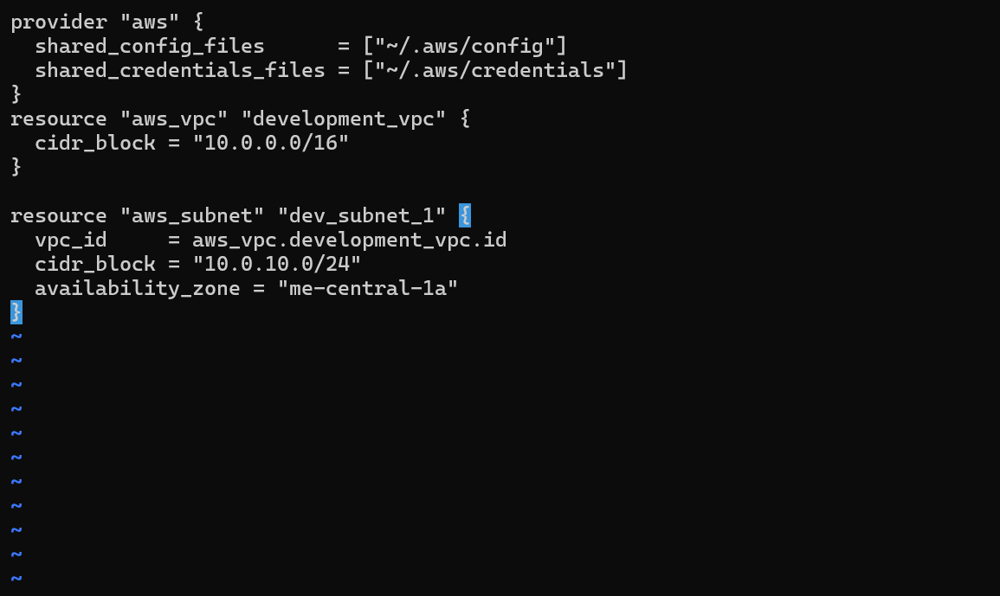 provider "aws" {
  shared_config_files      = ["~/.aws/config"]
  shared_credentials_files = ["~/.aws/credentials"]
}
resource "aws_vpc" "development_vpc" {
  cidr_block = "10.0.0.0/16"
}

resource "aws_subnet" "dev_subnet_1" {
  vpc_id     = aws_vpc.development_vpc.id
  cidr_block = "10.0.10.0/24"
  availability_zone = "me-central-1a"
}
~
~
~
~
~
~
~
~
~
~
~